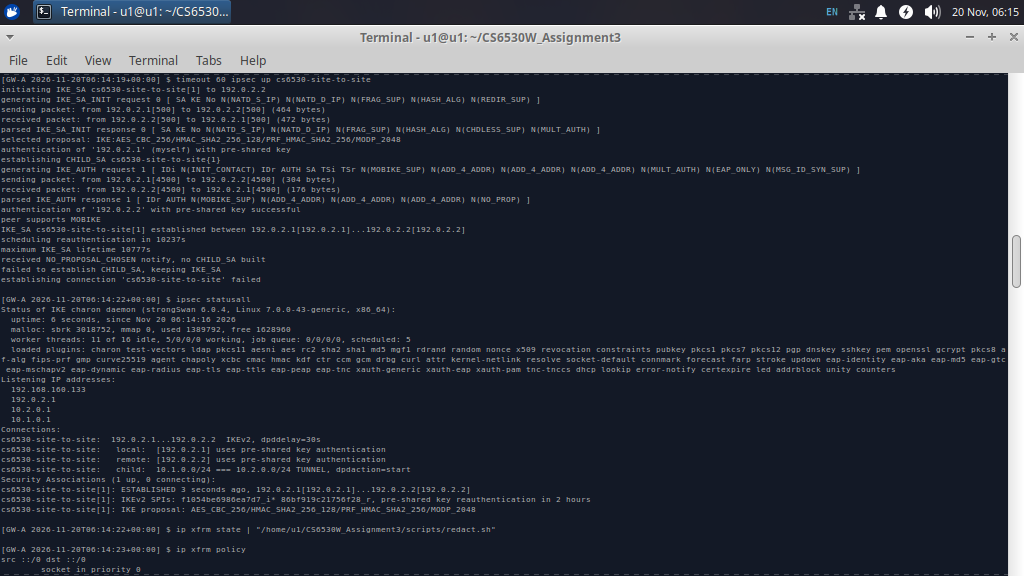 Terminal - u1@u1: ~/CS6530...
EN
20 Nov, 06:15
Terminal - u1@u1: ~/CS6530W_Assignment3
File Edit View Terminal Tabs Help
[GW-A 2026-11-20T06:14:19+00:00] $ timeout 60 ipsec up cs6530-site-to-site
initiating IKE_SA cs6530-site-to-site[1] to 192.0.2.2
generating IKE_SA_INIT request 0 [ SA KE No N(NATD_S_IP) N(NATD_D_IP) N(FRAG_SUP) N(HASH_ALG) N(REDIR_SUP) ]
sending packet: from 192.0.2.1[500] to 192.0.2.2[500] (464 bytes)
received packet: from 192.0.2.2[500] to 192.0.2.1[500] (472 bytes)
parsed IKE_SA_INIT response 0 [ SA KE No N(NATD_S_IP) N(NATD_D_IP) N(FRAG_SUP) N(HASH_ALG) N(CHDLESS_SUP) N(MULT_AUTH) ]
selected proposal: IKE:AES_CBC_256/HMAC_SHA2_256_128/PRF_HMAC_SHA2_256/MODP_2048
authentication of '192.0.2.1' (myself) with pre-shared key
establishing CHILD_SA cs6530-site-to-site{1}
generating IKE_AUTH request 1 [ IDi N(INIT_CONTACT) IDr AUTH SA TSi TSr N(MOBIKE_SUP) N(ADD_4_ADDR) N(ADD_4_ADDR) N(ADD_4_ADDR) N(MULT_AUTH) N(EAP_ONLY) N(MSG_ID_SYN_SUP) ]
sending packet: from 192.0.2.1[4500] to 192.0.2.2[4500] (304 bytes)
received packet: from 192.0.2.2[4500] to 192.0.2.1[4500] (176 bytes)
parsed IKE_AUTH response 1 [ IDr AUTH N(MOBIKE_SUP) N(ADD_4_ADDR) N(ADD_4_ADDR) N(ADD_4_ADDR) N(NO_PROP) ]
authentication of '192.0.2.2' with pre-shared key successful
peer supports MOBIKE
IKE_SA cs6530-site-to-site[1] established between 192.0.2.1[192.0.2.1]...192.0.2.2[192.0.2.2]
scheduling reauthentication in 10237s
maximum IKE_SA lifetime 10777s
received NO_PROPOSAL_CHOSEN notify, no CHILD_SA built
failed to establish CHILD_SA, keeping IKE_SA
establishing connection 'cs6530-site-to-site' failed
[GW-A 2026-11-20T06:14:22+00:00] $ ipsec statusall
Status of IKE charon daemon (strongSwan 6.0.4, Linux 7.0.0-43-generic, x86_64):
uptime: 6 seconds, since Nov 20 06:14:16 2026
malloc: sbrk 3018752, mmap 0, used 1389792, free 1628960
worker threads: 11 of 16 idle, 5/0/0/0 working, job queue: 0/0/0/0, scheduled: 5
loaded plugins: charon test-vectors ldap pkcs11 aesni aes rc2 sha2 sha1 md5 mgf1 rdrand random nonce x509 revocation constraints pubkey pkcs1 pkcs7 pkcs12 pgp dnskey sshkey pem openssl gcrypt pkcs8 a
f-alg fips-prf gmp curve25519 agent chapoly xcbc cmac hmac kdf ctr ccm gcm drbg curl attr kernel-netlink resolve socket-default connmark forecast farp stroke updown eap-identity eap-aka eap-md5 eap-gtc
eap-mschapv2 eap-dynamic eap-radius eap-tls eap-ttls eap-peap eap-tnc xauth-generic xauth-eap xauth-pam tnc-tnccs dhcp lookip error-notify certexpire led addrblock unity counters
Listening IP addresses:
192.168.160.133
192.0.2.1
10.2.0.1
10.1.0.1
Connections:
cs6530-site-to-site:  192.0.2.1...192.0.2.2  IKEv2, dpddelay=30s
cs6530-site-to-site:   local:  [192.0.2.1] uses pre-shared key authentication
cs6530-site-to-site:   remote: [192.0.2.2] uses pre-shared key authentication
cs6530-site-to-site:   child:  10.1.0.0/24 === 10.2.0.0/24 TUNNEL, dpdaction=start
Security Associations (1 up, 0 connecting):
cs6530-site-to-site[1]: ESTABLISHED 3 seconds ago, 192.0.2.1[192.0.2.1]...192.0.2.2[192.0.2.2]
cs6530-site-to-site[1]: IKEv2 SPIs: f1054be6986ea7d7_i* 86bf919c21756f28_r, pre-shared key reauthentication in 2 hours
cs6530-site-to-site[1]: IKE proposal: AES_CBC_256/HMAC_SHA2_256_128/PRF_HMAC_SHA2_256/MODP_2048
[GW-A 2026-11-20T06:14:22+00:00] $ ip xfrm state | "/home/u1/CS6530W_Assignment3/scripts/redact.sh"
[GW-A 2026-11-20T06:14:23+00:00] $ ip xfrm policy
src ::/0 dst ::/0
socket in priority 0